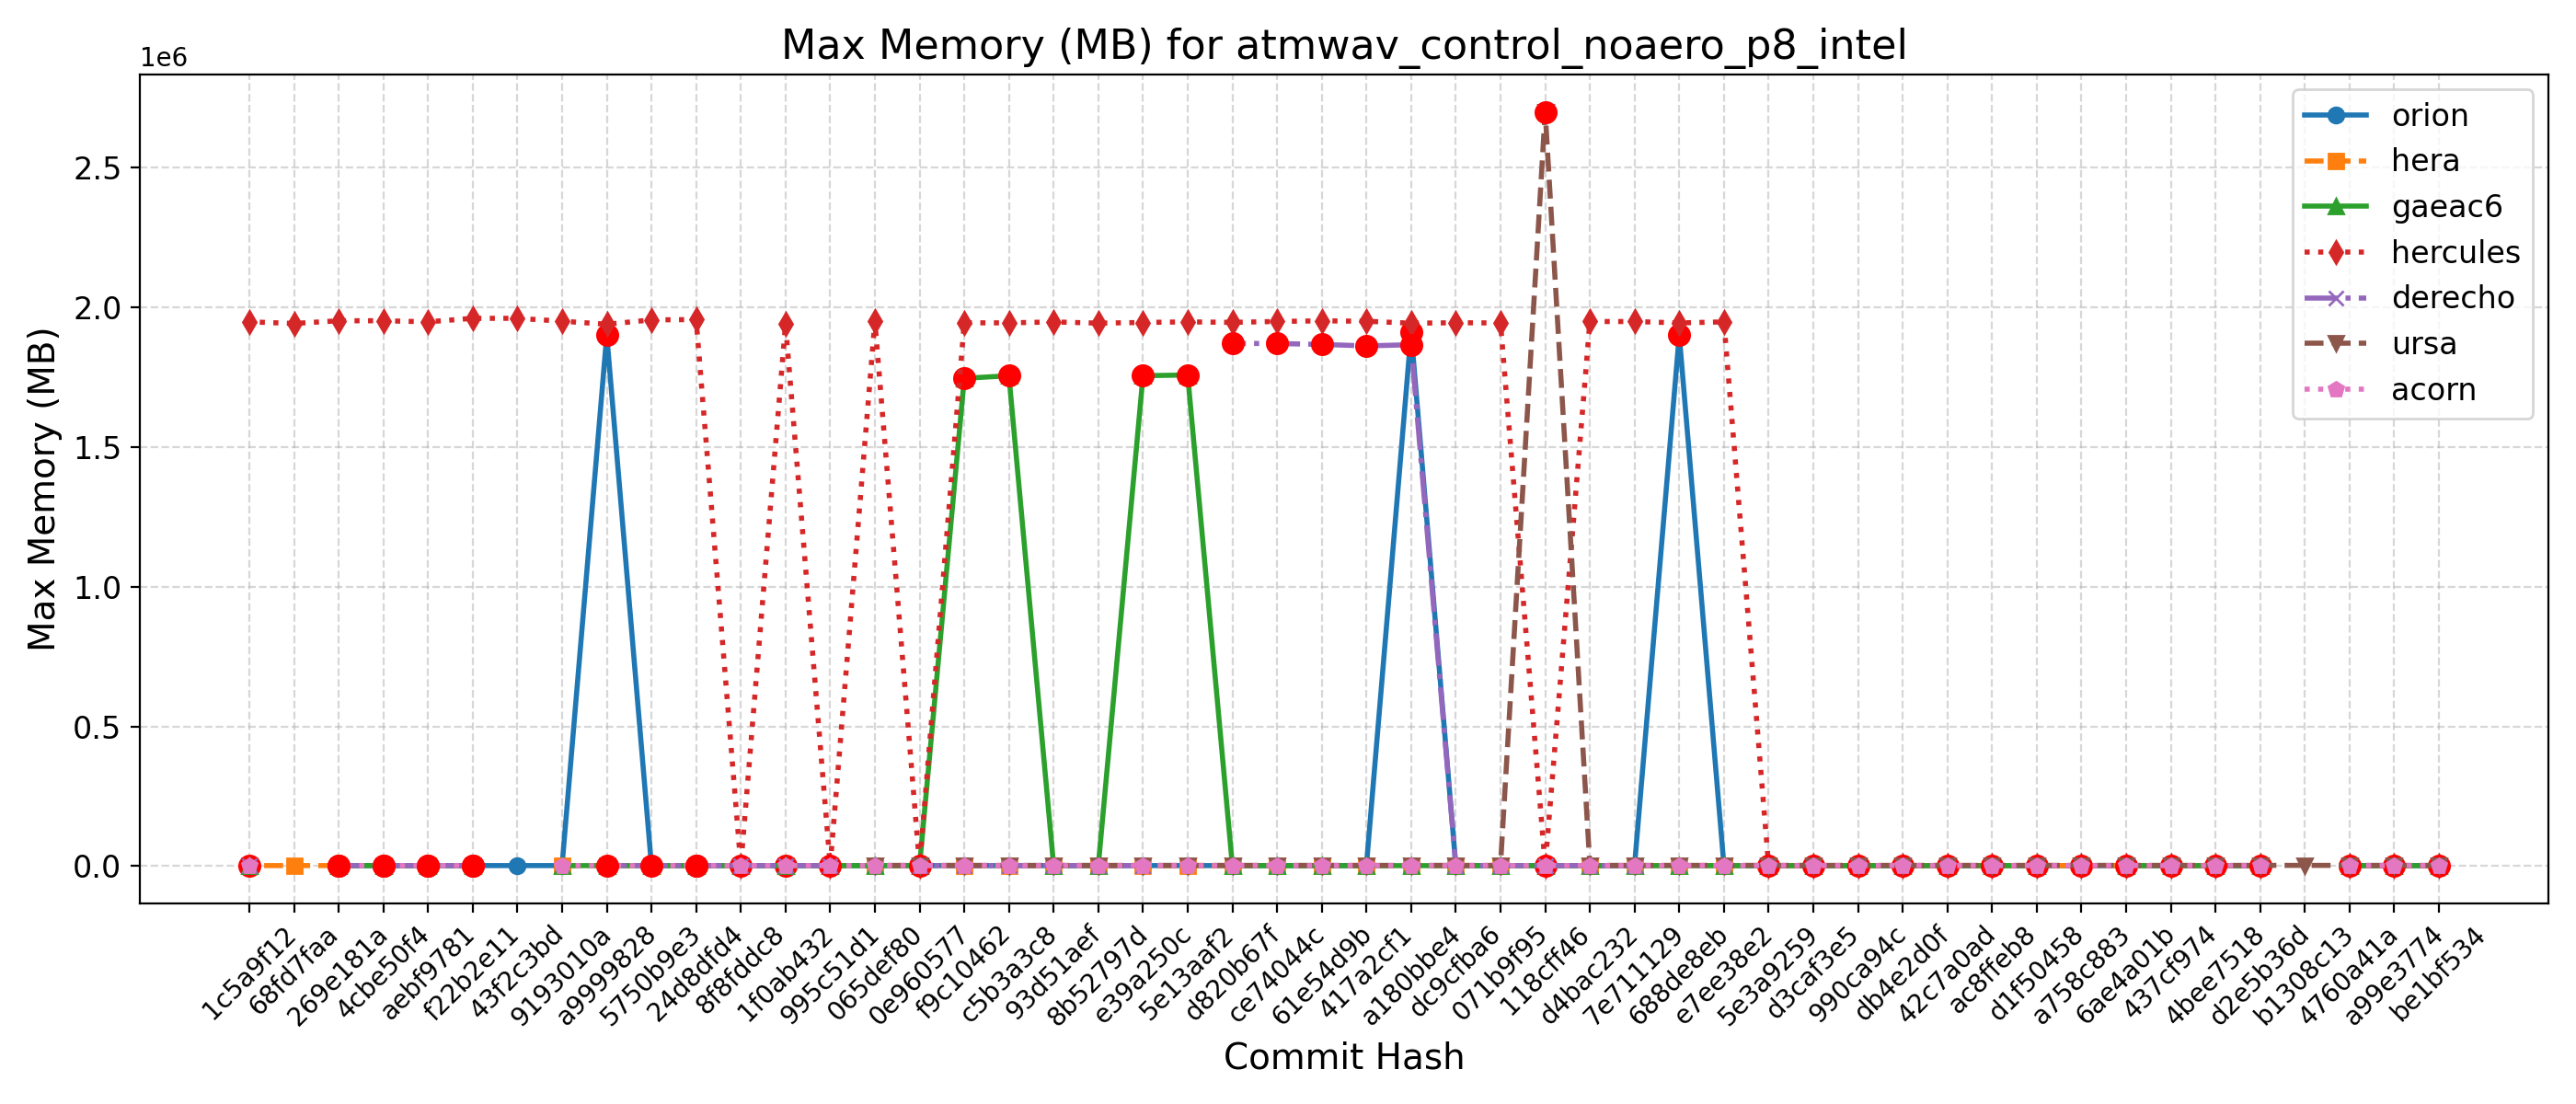 Max Memory (MB) for atmwav_control_noaero_p8_intel
1e6
2.5
2.0
1.5
1.0
0.5
0.0
Max Memory (MB)
orion
hera
gaeac6
hercules
derecho
ursa
acorn
1c5a9f12
68fd7faa
269e181a
4cbe50f4
aebf9781
f22b2e11
43f2c3bd
9193010a
a9999828
5750b9e3
24d8dfd4
8f8fddc8
1f0ab432
995c51d1
065def80
0e960577
f9c10462
c5b3a3c8
93d51aef
8b52797d
e39a250c
5e13aaf2
d820b67f
ce74044c
61e54d9b
417a2cf1
a180bbe4
dc9cfba6
071b9f95
118cff46
d4bac232
7e711129
688de8eb
e7ee38e2
5e3a9259
d3caf3e5
990ca94c
db4e2d0f
42c7a0ad
ac8ffeb8
d1f50458
a758c883
6ae4a01b
437cf974
4bee7518
d2e5b36d
b1308c13
4760a41a
a99e3774
be1bf534
Commit Hash